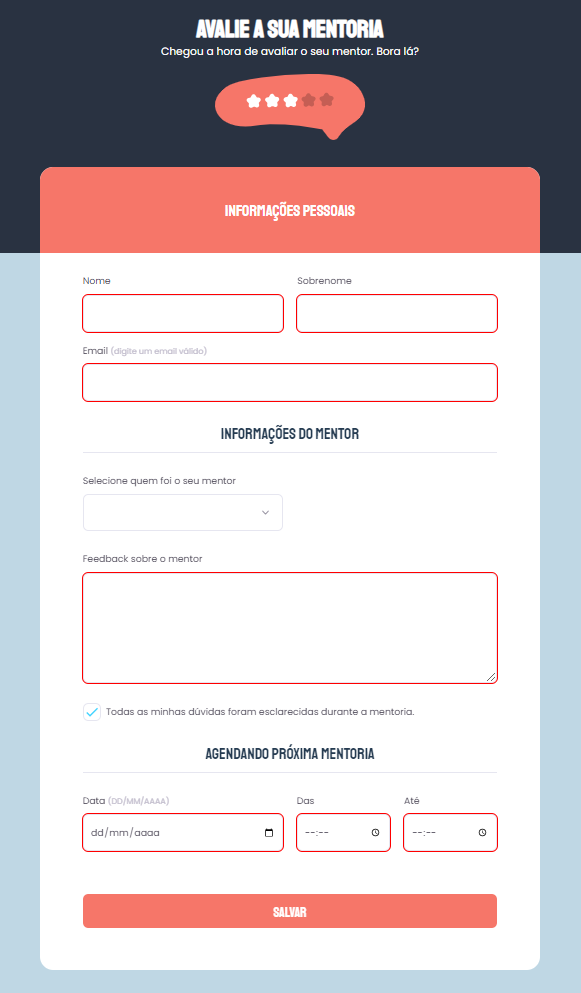 AVALIE A SUA MENTORIA
Chegou a hora de avaliar o seu mentor. Bora lá?
INFORMAÇÕES PESSOAIS
Nome Sobrenome
Email (digite um email válido)
INFORMAÇÕES DO MENTOR
Selecione quem foi o seu mentor
Feedback sobre o mentor
Todas as minhas dúvidas foram esclarecidas durante a mentoria.
AGENDANDO PRÓXIMA MENTORIA
Data (DD/MM/AAAA) Das Até
dd/mm/aaaa --:-- --:--
SALVAR